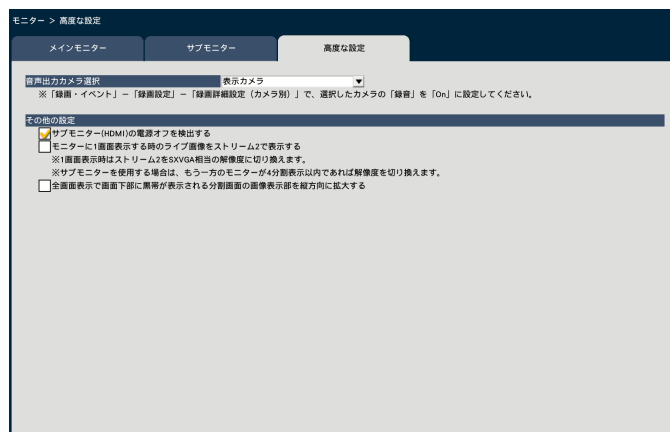 モニター > 高度な設定
メインモニター
サブモニター
高度な設定
音声出力カメラ選択
表示カメラ
※「録画・イベント」－「録画設定」－「録画詳細設定（カメラ別）」で、選択したカメラの「録音」を「On」に設定してください。
その他の設定
サブモニター(HDMI)の電源オフを検出する
モニターに1画面表示する時のライブ画像をストリーム2で表示する
※1画面表示時はストリーム2をSXVGA相当の解像度に切り換えます。
※サブモニターを使用する場合は、もう一方のモニターが4分割表示以内であれば解像度を切り換えます。
全画面表示で画面下部に黒帯が表示される分割画面の画像表示部を縦方向に拡大する